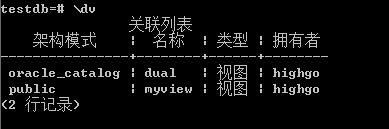 testdb=# \dv
关联列表
架构模式 | 名称 | 类型 | 拥有者
----------------+--------+------+--------
oracle_catalog | dual | 视图 | highgo
public | myview | 视图 | highgo
(2 行记录)